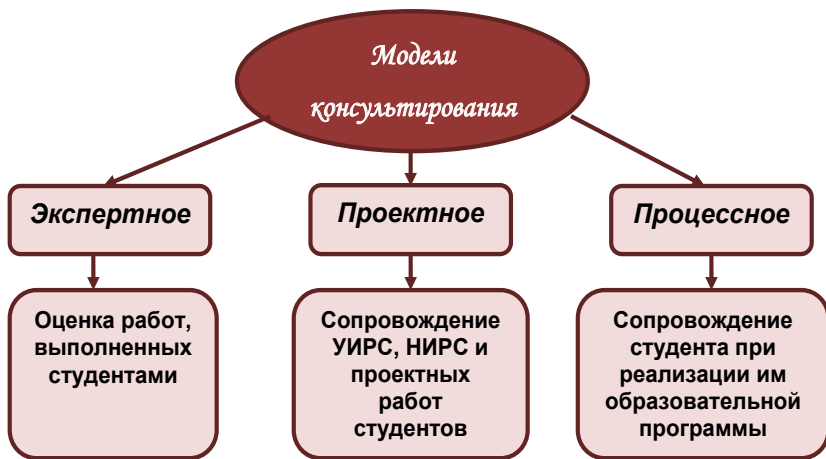 Модели
консультирования
Экспертное
Проектное
Процессное
Оценка работ,
выполненных
студентами
Сопровождение
УИРС, НИРС и
проектных
работ
студентов
Сопровождение
студента при
реализации им
образовательной
программы